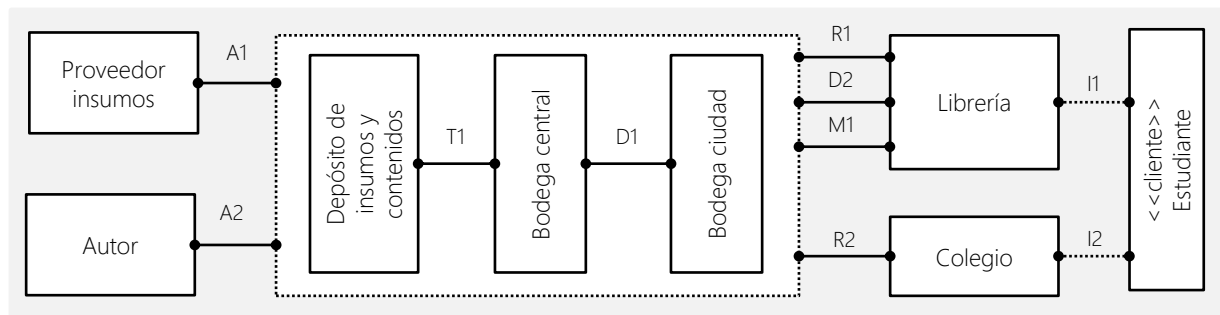 Proveedor
insumos
A1
Autor
A2
Depósito de
insumos y
contenidos
T1
Bodega central
D1
Bodega ciudad
R1
D2
M1
R2
Librería
Colegio
I1
I2
<<cliente>>
Estudiante